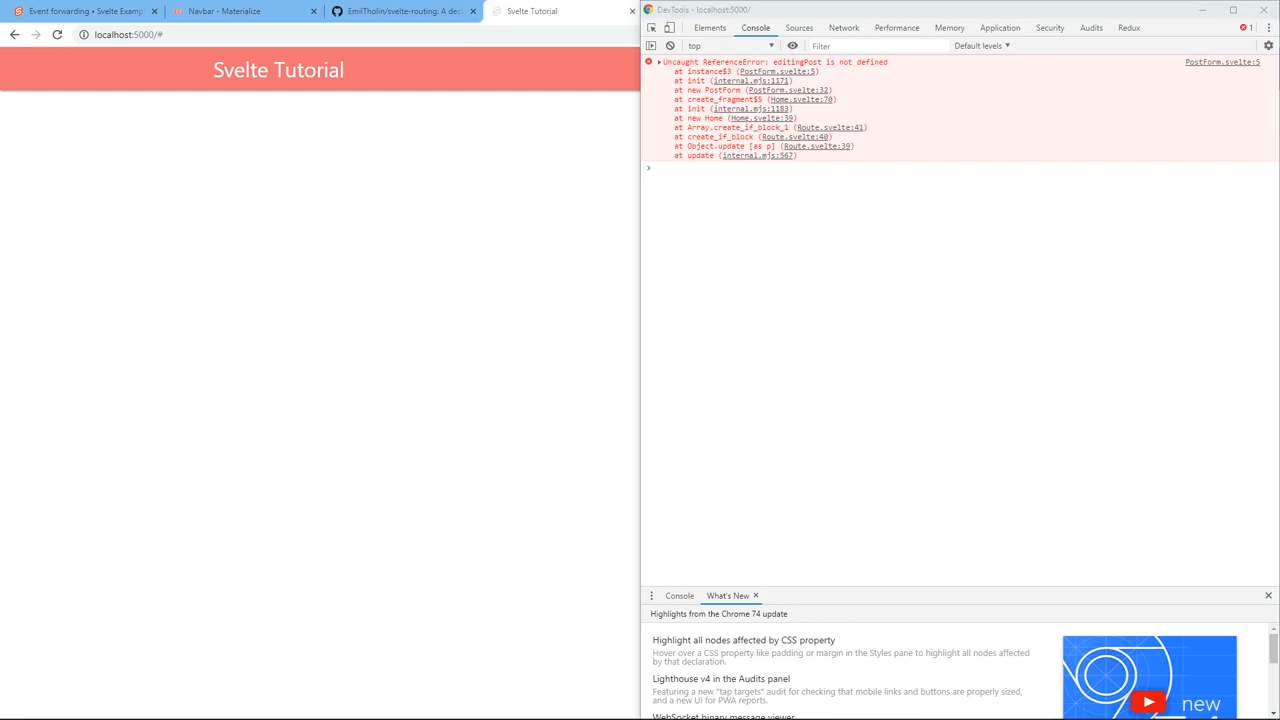 Event forwarding • Svelte Examp
Navbar - Materialize
EmilTholin/svelte-routing: A dec
Svelte Tutorial
localhost:5000/#
Svelte Tutorial
DevTools - localhost:5000/
Elements
Console
Sources
Network
Performance
Memory
Application
Security
Audits
Redux
1
top
Filter
Default levels
Uncaught ReferenceError: editingPost is not defined
PostForm.svelte:5
at instance$3 (PostForm.svelte:5)
at init (internal.mjs:1171)
at new PostForm (PostForm.svelte:32)
at create_fragment$5 (Home.svelte:70)
at init (internal.mjs:1183)
at new Home (Home.svelte:39)
at Array.create_if_block_1 (Route.svelte:41)
at create_if_block (Route.svelte:40)
at Object.update [as p] (Route.svelte:39)
at update (internal.mjs:567)
Console
What's New
Highlights from the Chrome 74 update
Highlight all nodes affected by CSS property
Hover over a CSS property like padding or margin in the Styles pane to highlight all nodes affected
by that declaration.
Lighthouse v4 in the Audits panel
Featuring a new "tap targets" audit for checking that mobile links and buttons are properly sized,
and a new UI for PWA reports.
WebSocket binary message viewer
new